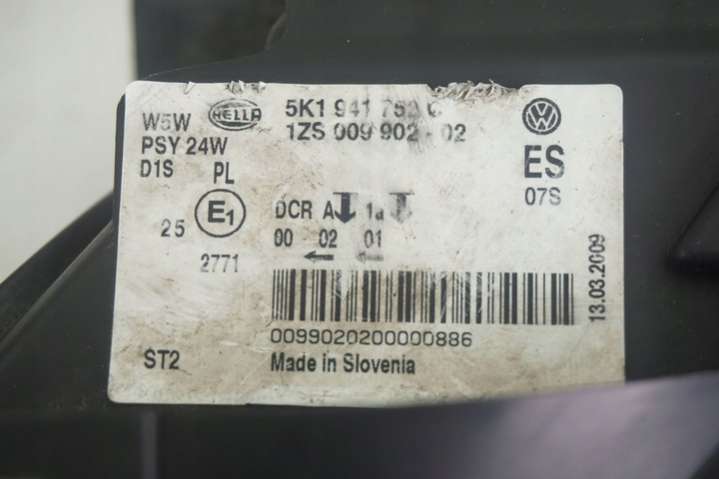 W5W
HELLA
5K1 941
PSY 24W
1ZS 009 902-02
D1S PL
VW
ES
07S
E1
DCR A 1a
25
00 02 01
2771
0099020200000886
13.03.2009
ST2
Made in Slovenia